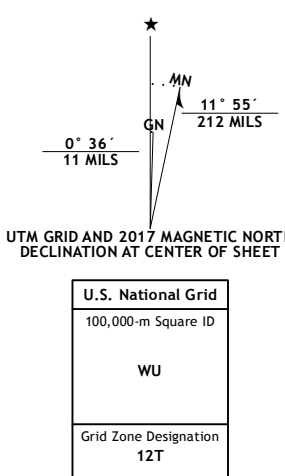 MN
11° 55´
212 MILS
GN
0° 36´
11 MILS
UTM GRID AND 2017 MAGNETIC NORT
DECLINATION AT CENTER OF SHEET
U.S. National Grid
100,000-m Square ID
WU
Grid Zone Designation
12T